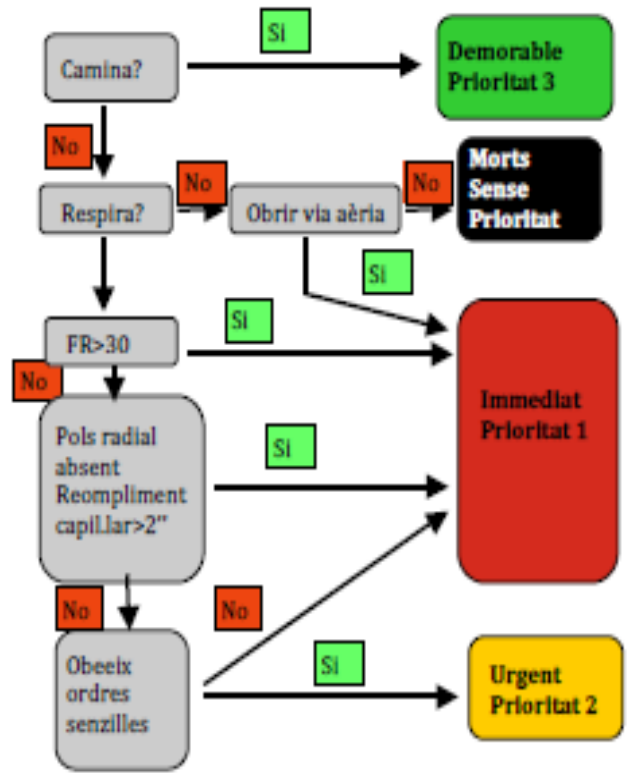 Si
Camina?
Demorable
Prioritat 3
No
No
No
Morts
Sense
Prioritat
Respira?
Obrir via aèria
Si
Si
FR>30
No
Immediat
Prioritat 1
Pols radial
absent
Reompliment
capil.lar>2”
Si
No
No
Obeeix
ordres
senzilles
Si
Urgent
Prioritat 2